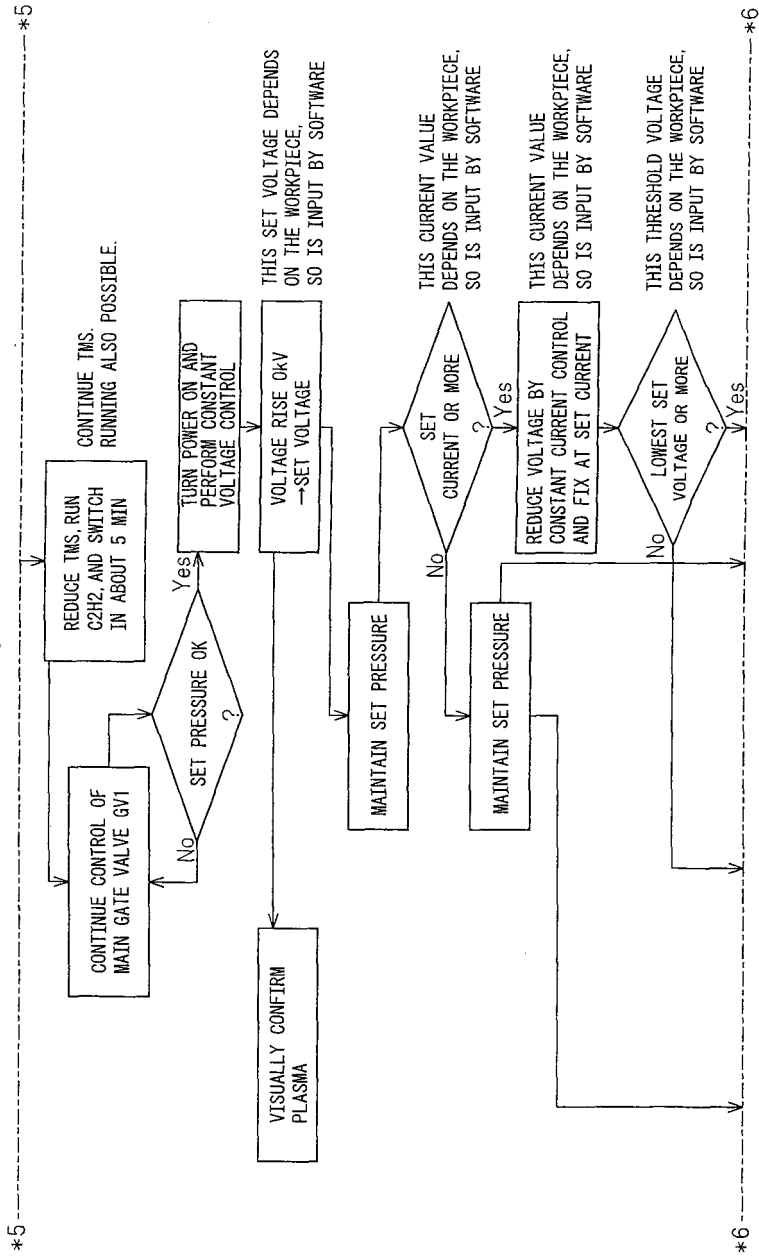 *5
*5
REDUCE TMS, RUN
C2H2, AND SWITCH
IN ABOUT 5 MIN
CONTINUE TMS.
RUNNING ALSO POSSIBLE.
CONTINUE CONTROL OF
MAIN GATE VALVE GV1
No
SET PRESSURE OK
?
Yes
TURN POWER ON AND
PERFORM CONSTANT
VOLTAGE CONTROL
VISUALLY CONFIRM
PLASMA
VOLTAGE RISE 0kV
→SET VOLTAGE
THIS SET VOLTAGE DEPENDS
ON THE WORKPIECE,
SO IS INPUT BY SOFTWARE
MAINTAIN SET PRESSURE
No
SET
CURRENT OR MORE
?
Yes
THIS CURRENT VALUE
DEPENDS ON THE WORKPIECE,
SO IS INPUT BY SOFTWARE
MAINTAIN SET PRESSURE
REDUCE VOLTAGE BY
CONSTANT CURRENT CONTROL
AND FIX AT SET CURRENT
THIS CURRENT VALUE
DEPENDS ON THE WORKPIECE,
SO IS INPUT BY SOFTWARE
No
LOWEST SET
VOLTAGE OR MORE
?
Yes
THIS THRESHOLD VOLTAGE
DEPENDS ON THE WORKPIECE,
SO IS INPUT BY SOFTWARE
*6
*6